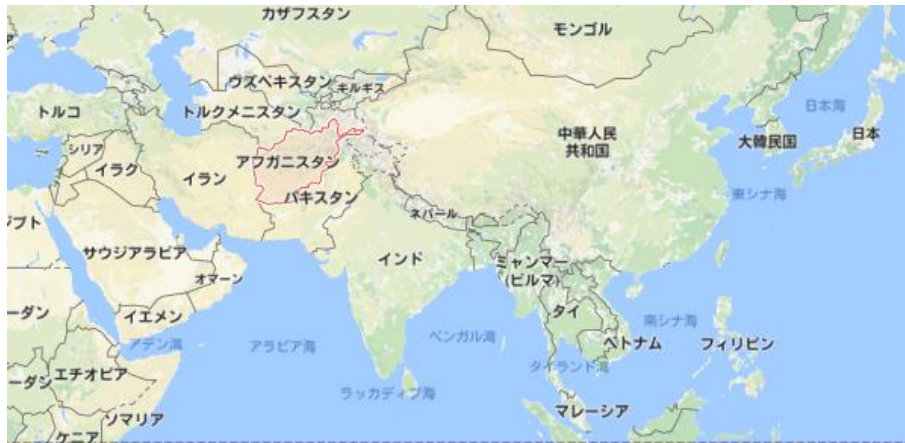 カザフスタン
モンゴル
ウズベキスタン
キルギス
トルコ
トルクメニスタン
日本海
シリア
アフガニスタン
中華人民
共和国
大韓民国
日本
イラク
イラン
パキスタン
東シナ海
ジプト
ネパール
サウジアラビア
インド
ミャンマー
(ビルマ)
オマーン
ーダン
イエメン
タイ
南シナ海
アデン湾
アラビア海
ベンガル湾
ベトナム
フィリピン
エチオピア
タイランド湾
ーダン
ラッカディブ海
ソマリア
マレーシア
ケニア